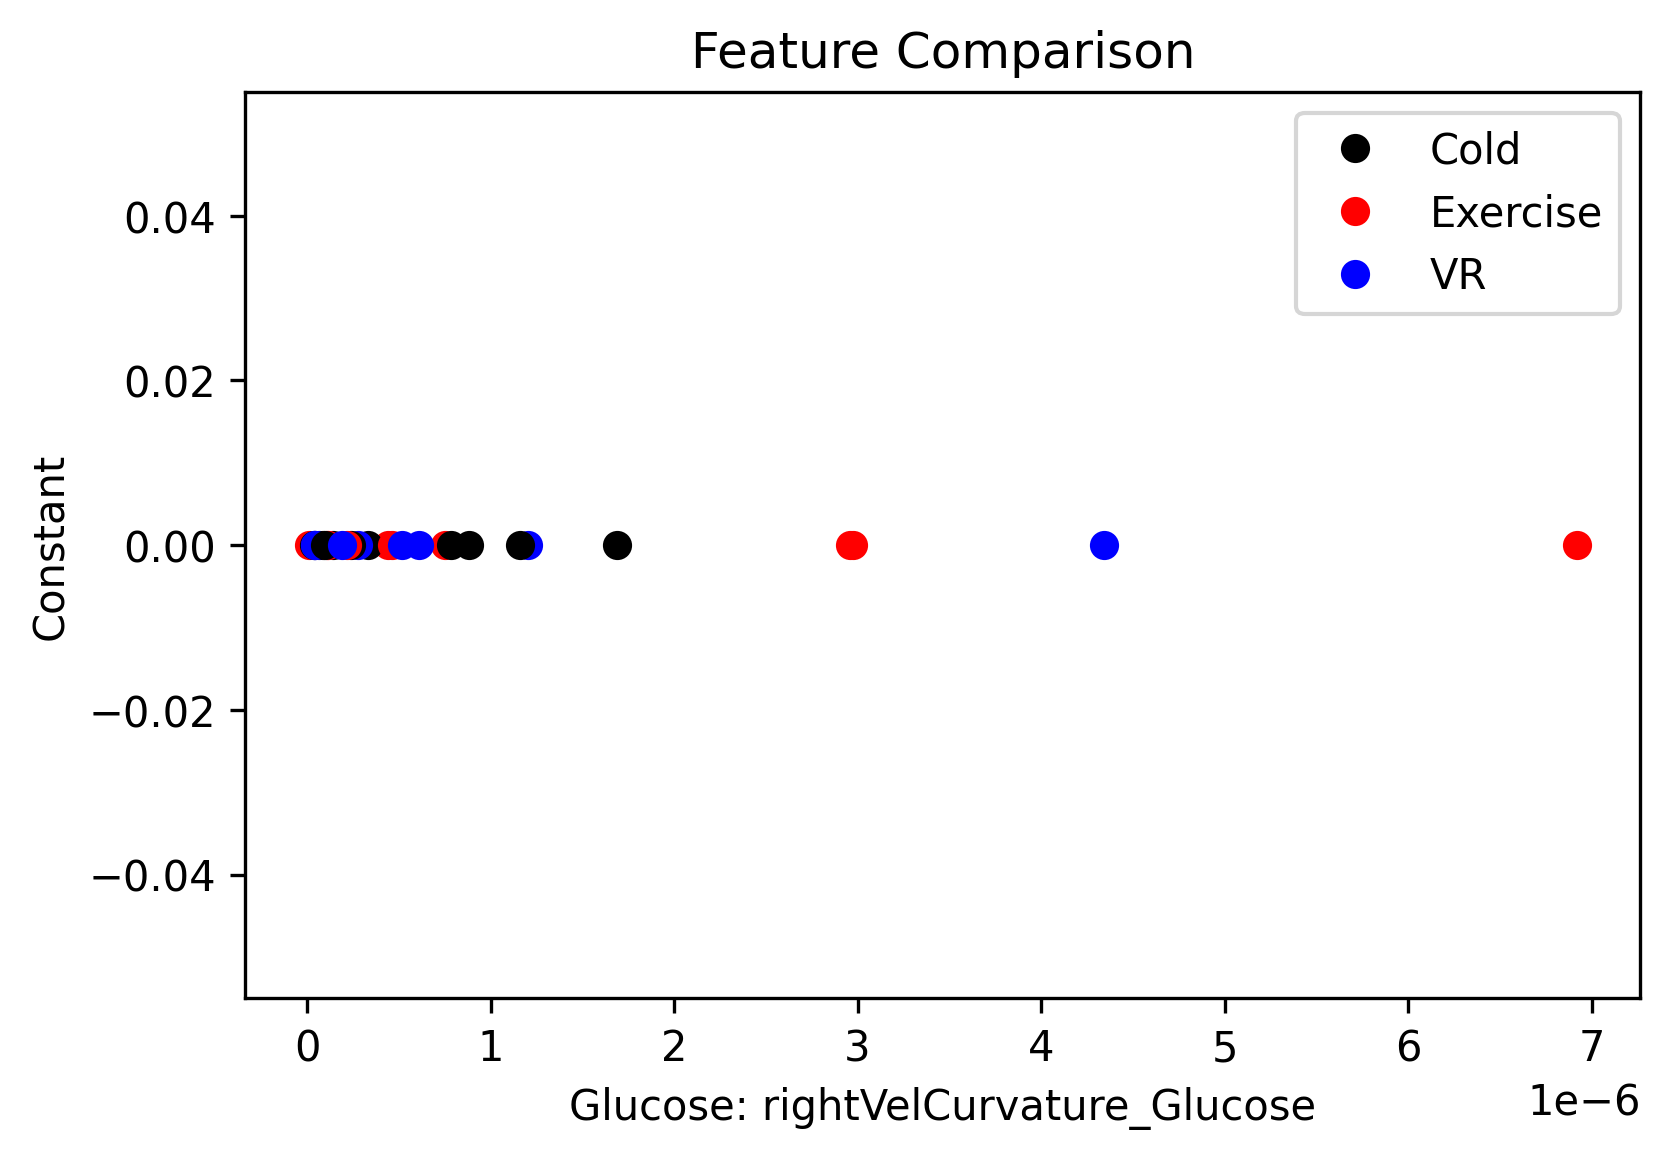 Feature Comparison
Cold
Exercise
VR
0.04
0.02
0.00
−0.02
−0.04
Constant
0 1 2 3 4 5 6 7
1e−6
Glucose: rightVelCurvature_Glucose